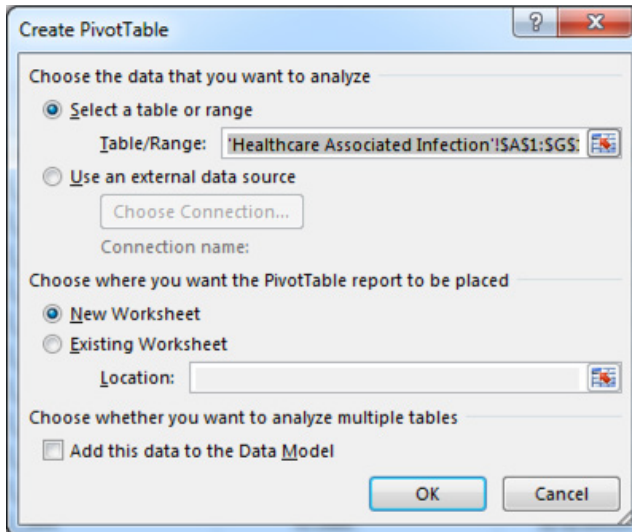 Create PivotTable
Choose the data that you want to analyze
Select a table or range
Table/Range: 'Healthcare Associated Infection'!$A$1:$G$
Use an external data source
Choose Connection...
Connection name:
Choose where you want the PivotTable report to be placed
New Worksheet
Existing Worksheet
Location:
Choose whether you want to analyze multiple tables
Add this data to the Data Model
OK Cancel